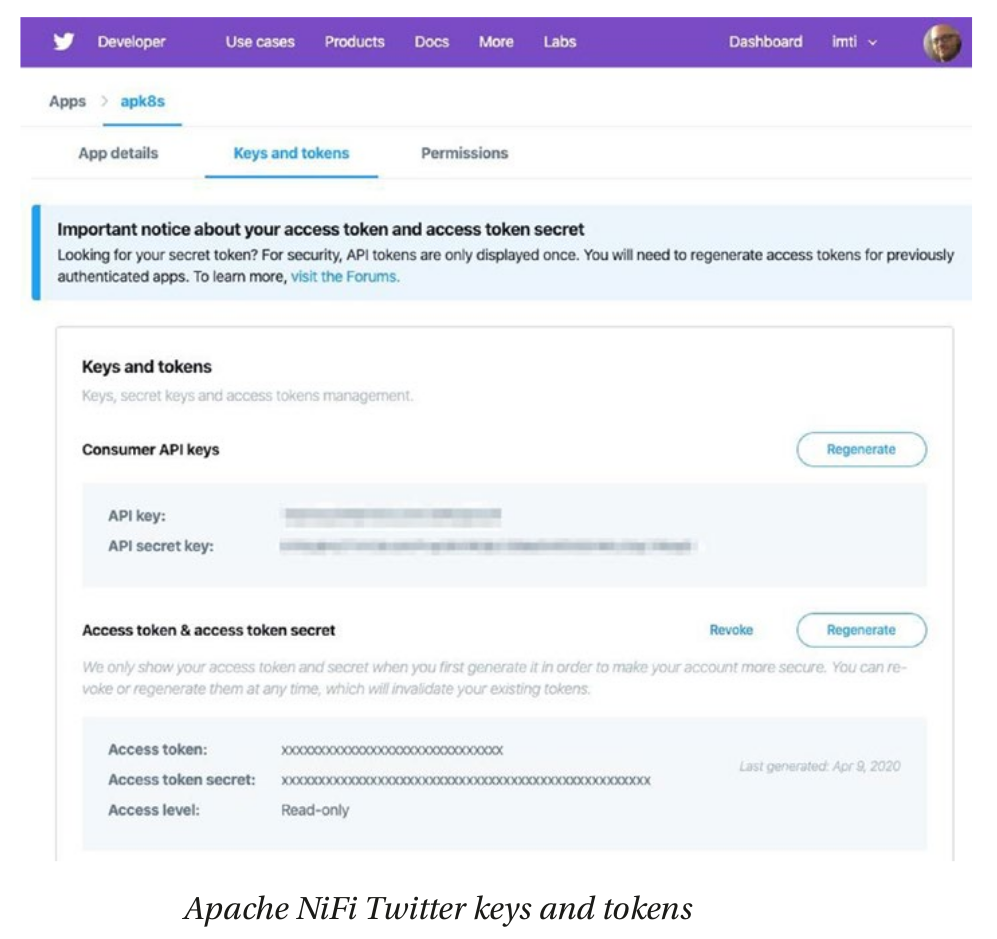 Developer Use cases Products Docs More Labs Dashboard imti
Apps > apk8s
App details Keys and tokens Permissions
Important notice about your access token and access token secret
Looking for your secret token? For security, API tokens are only displayed once. You will need to regenerate access tokens for previously
authenticated apps. To learn more, visit the Forums.
Keys and tokens
Keys, secret keys and access tokens management.
Consumer API keys Regenerate
API key:
API secret key:
Access token & access token secret Revoke Regenerate
We only show your access token and secret when you first generate it in order to make your account more secure. You can re-
voke or regenerate them at any time, which will invalidate your existing tokens.
Access token: xxxxxxxxxxxxxxxxxxxxxxxxxxxxxx
Last generated: Apr 9, 2020
Access token secret: xxxxxxxxxxxxxxxxxxxxxxxxxxxxxxxxxxxxxxxxxxxxxxxxxx
Access level: Read-only
Apache NiFi Twitter keys and tokens